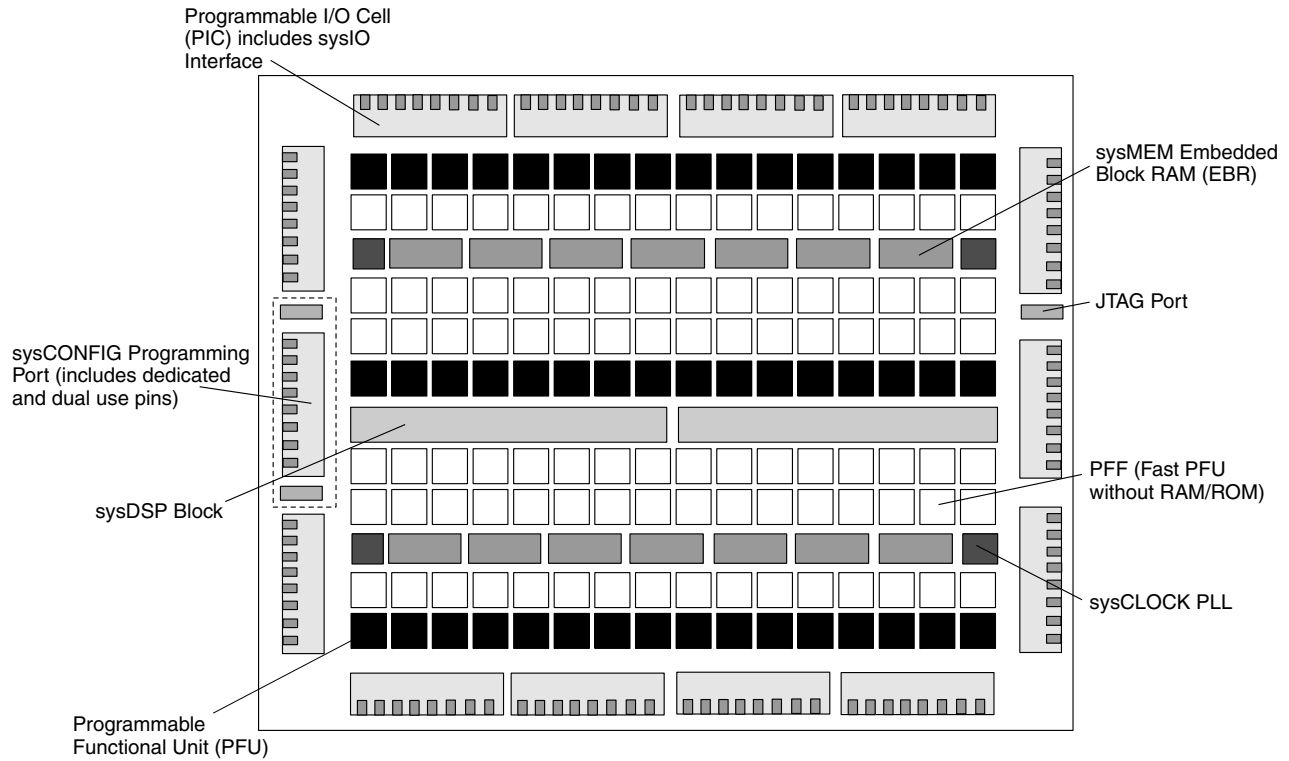 Programmable I/O Cell
(PIC) includes sysIO
Interface
sysMEM Embedded
Block RAM (EBR)
JTAG Port
sysCONFIG Programming
Port (includes dedicated
and dual use pins)
PFF (Fast PFU
without RAM/ROM)
sysDSP Block
sysCLOCK PLL
Programmable
Functional Unit (PFU)